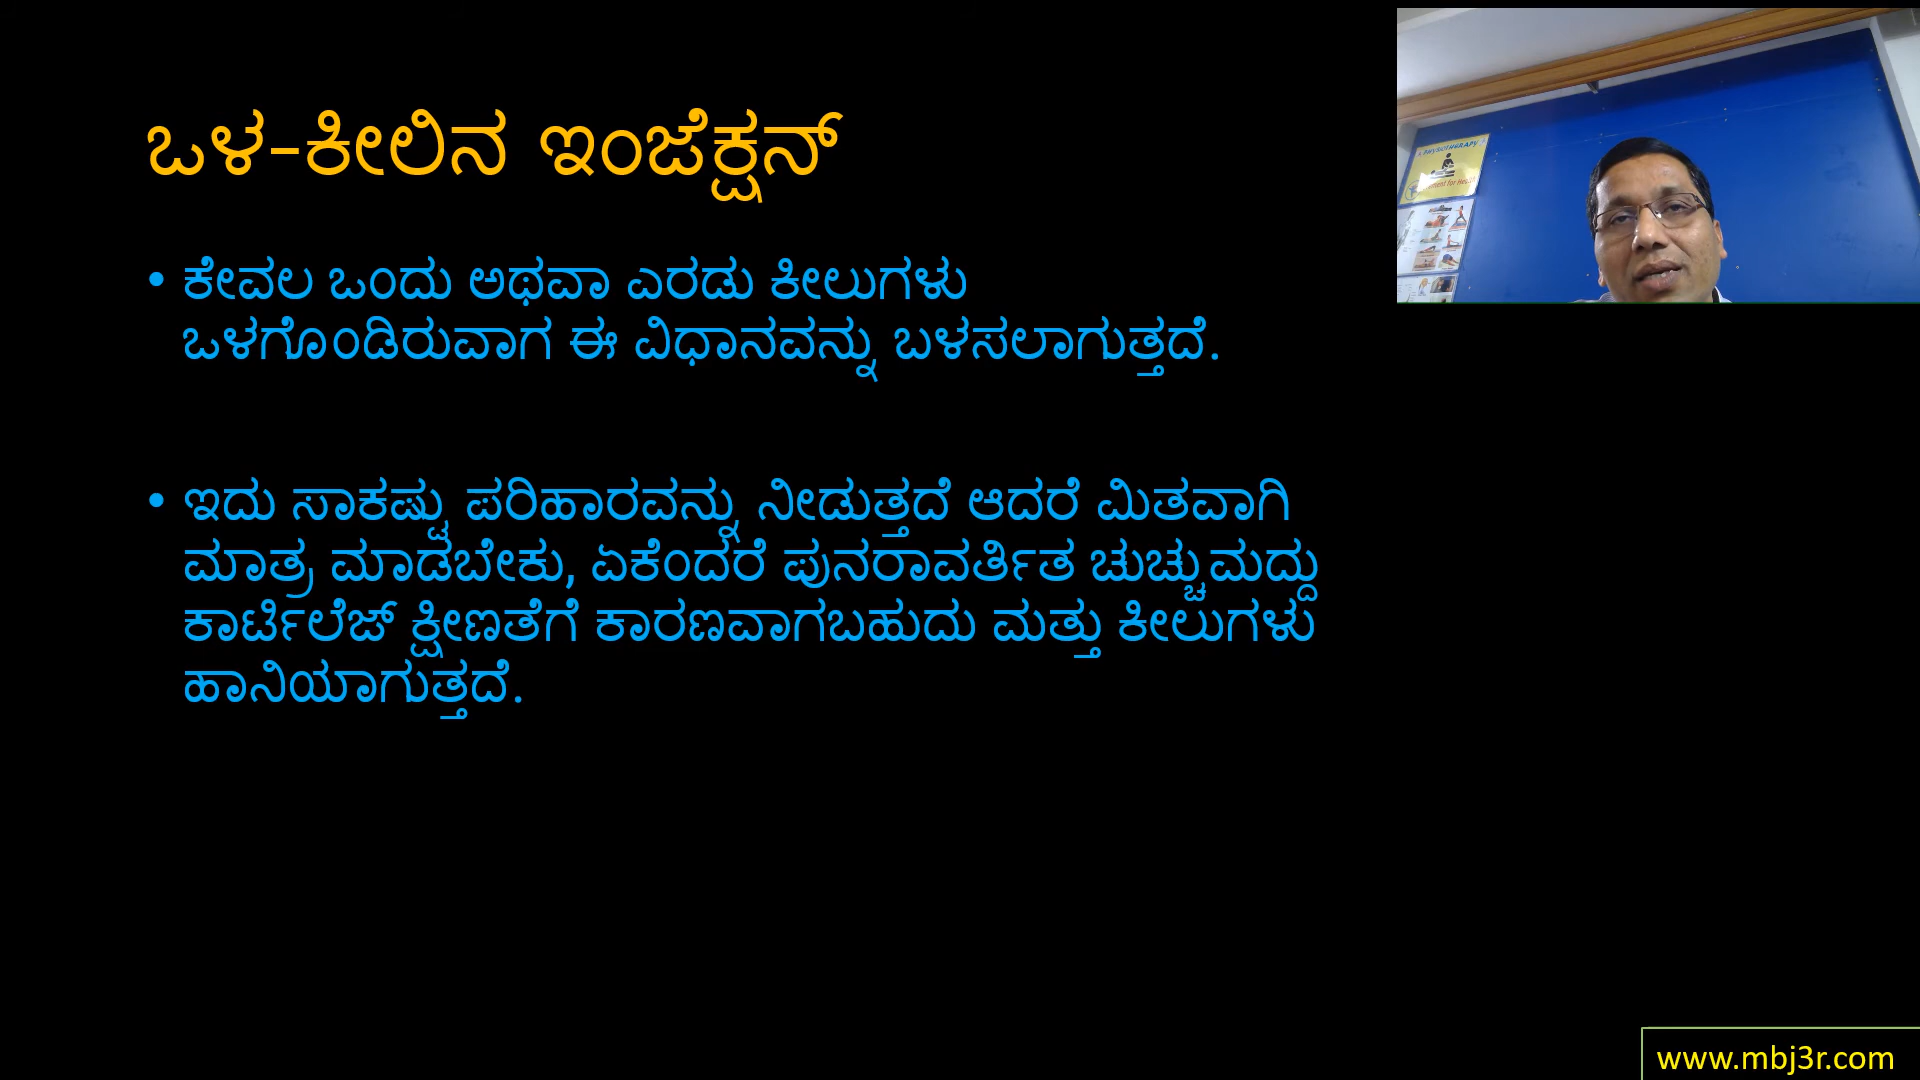 ಒಳ-ಕೀಲಿನ ಇಂಜೆಕ್ಷನ್
• ಕೇವಲ ಒಂದು ಅಥವಾ ಎರಡು ಕೀಲುಗಳು
ಒಳಗೊಂಡಿರುವಾಗ ಈ ವಿಧಾನವನ್ನು ಬಳಸಲಾಗುತ್ತದೆ.
• ಇದು ಸಾಕಷ್ಟು ಪರಿಹಾರವನ್ನು ನೀಡುತ್ತದೆ ಆದರೆ ಮಿತವಾಗಿ
ಮಾತ್ರ ಮಾಡಬೇಕು, ಏಕೆಂದರೆ ಪುನರಾವರ್ತಿತ ಚುಚ್ಚುಮದ್ದು
ಕಾರ್ಟಿಲೆಜ್ ಕ್ಷೀಣತೆಗೆ ಕಾರಣವಾಗಬಹುದು ಮತ್ತು ಕೀಲುಗಳು
ಹಾನಿಯಾಗುತ್ತದೆ.
PHYSIOTHERAPY
www.mbj3r.com